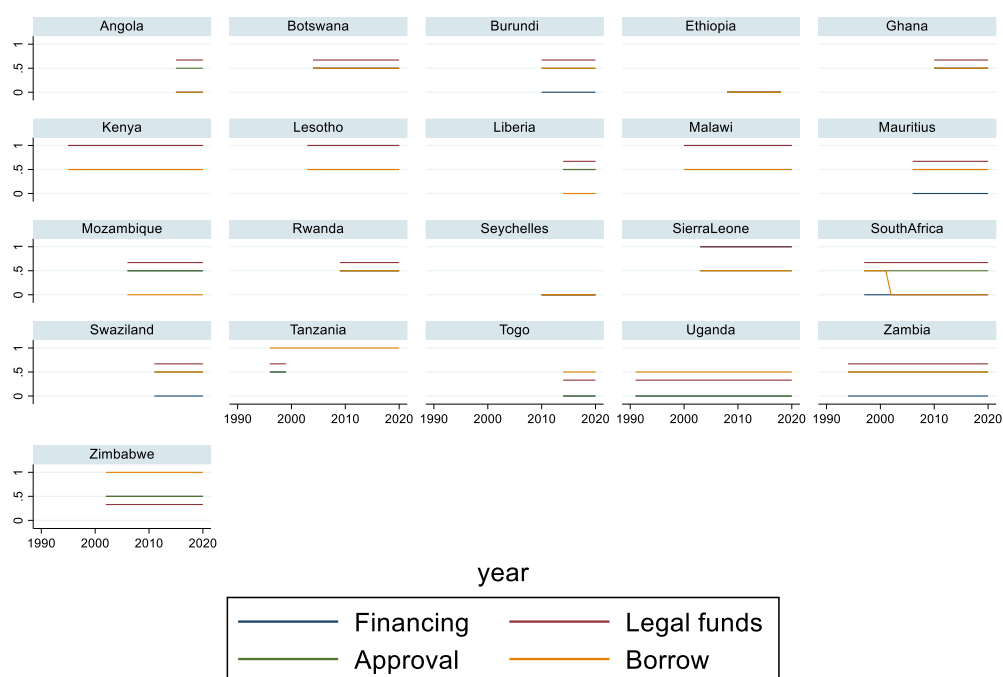 Angola Botswana Burundi Ethiopia Ghana
0 .5 1
Kenya Lesotho Liberia Malawi Mauritius
0 .5 1
Mozambique Rwanda Seychelles SierraLeone SouthAfrica
0 .5 1
Swaziland Tanzania Togo Uganda Zambia
0 .5 1
1990 2000 2010 2020 1990 2000 2010 2020 1990 2000 2010 2020 1990 2000 2010 2020
Zimbabwe
0 .5 1
1990 2000 2010 2020
year
Financing Legal funds
Approval Borrow